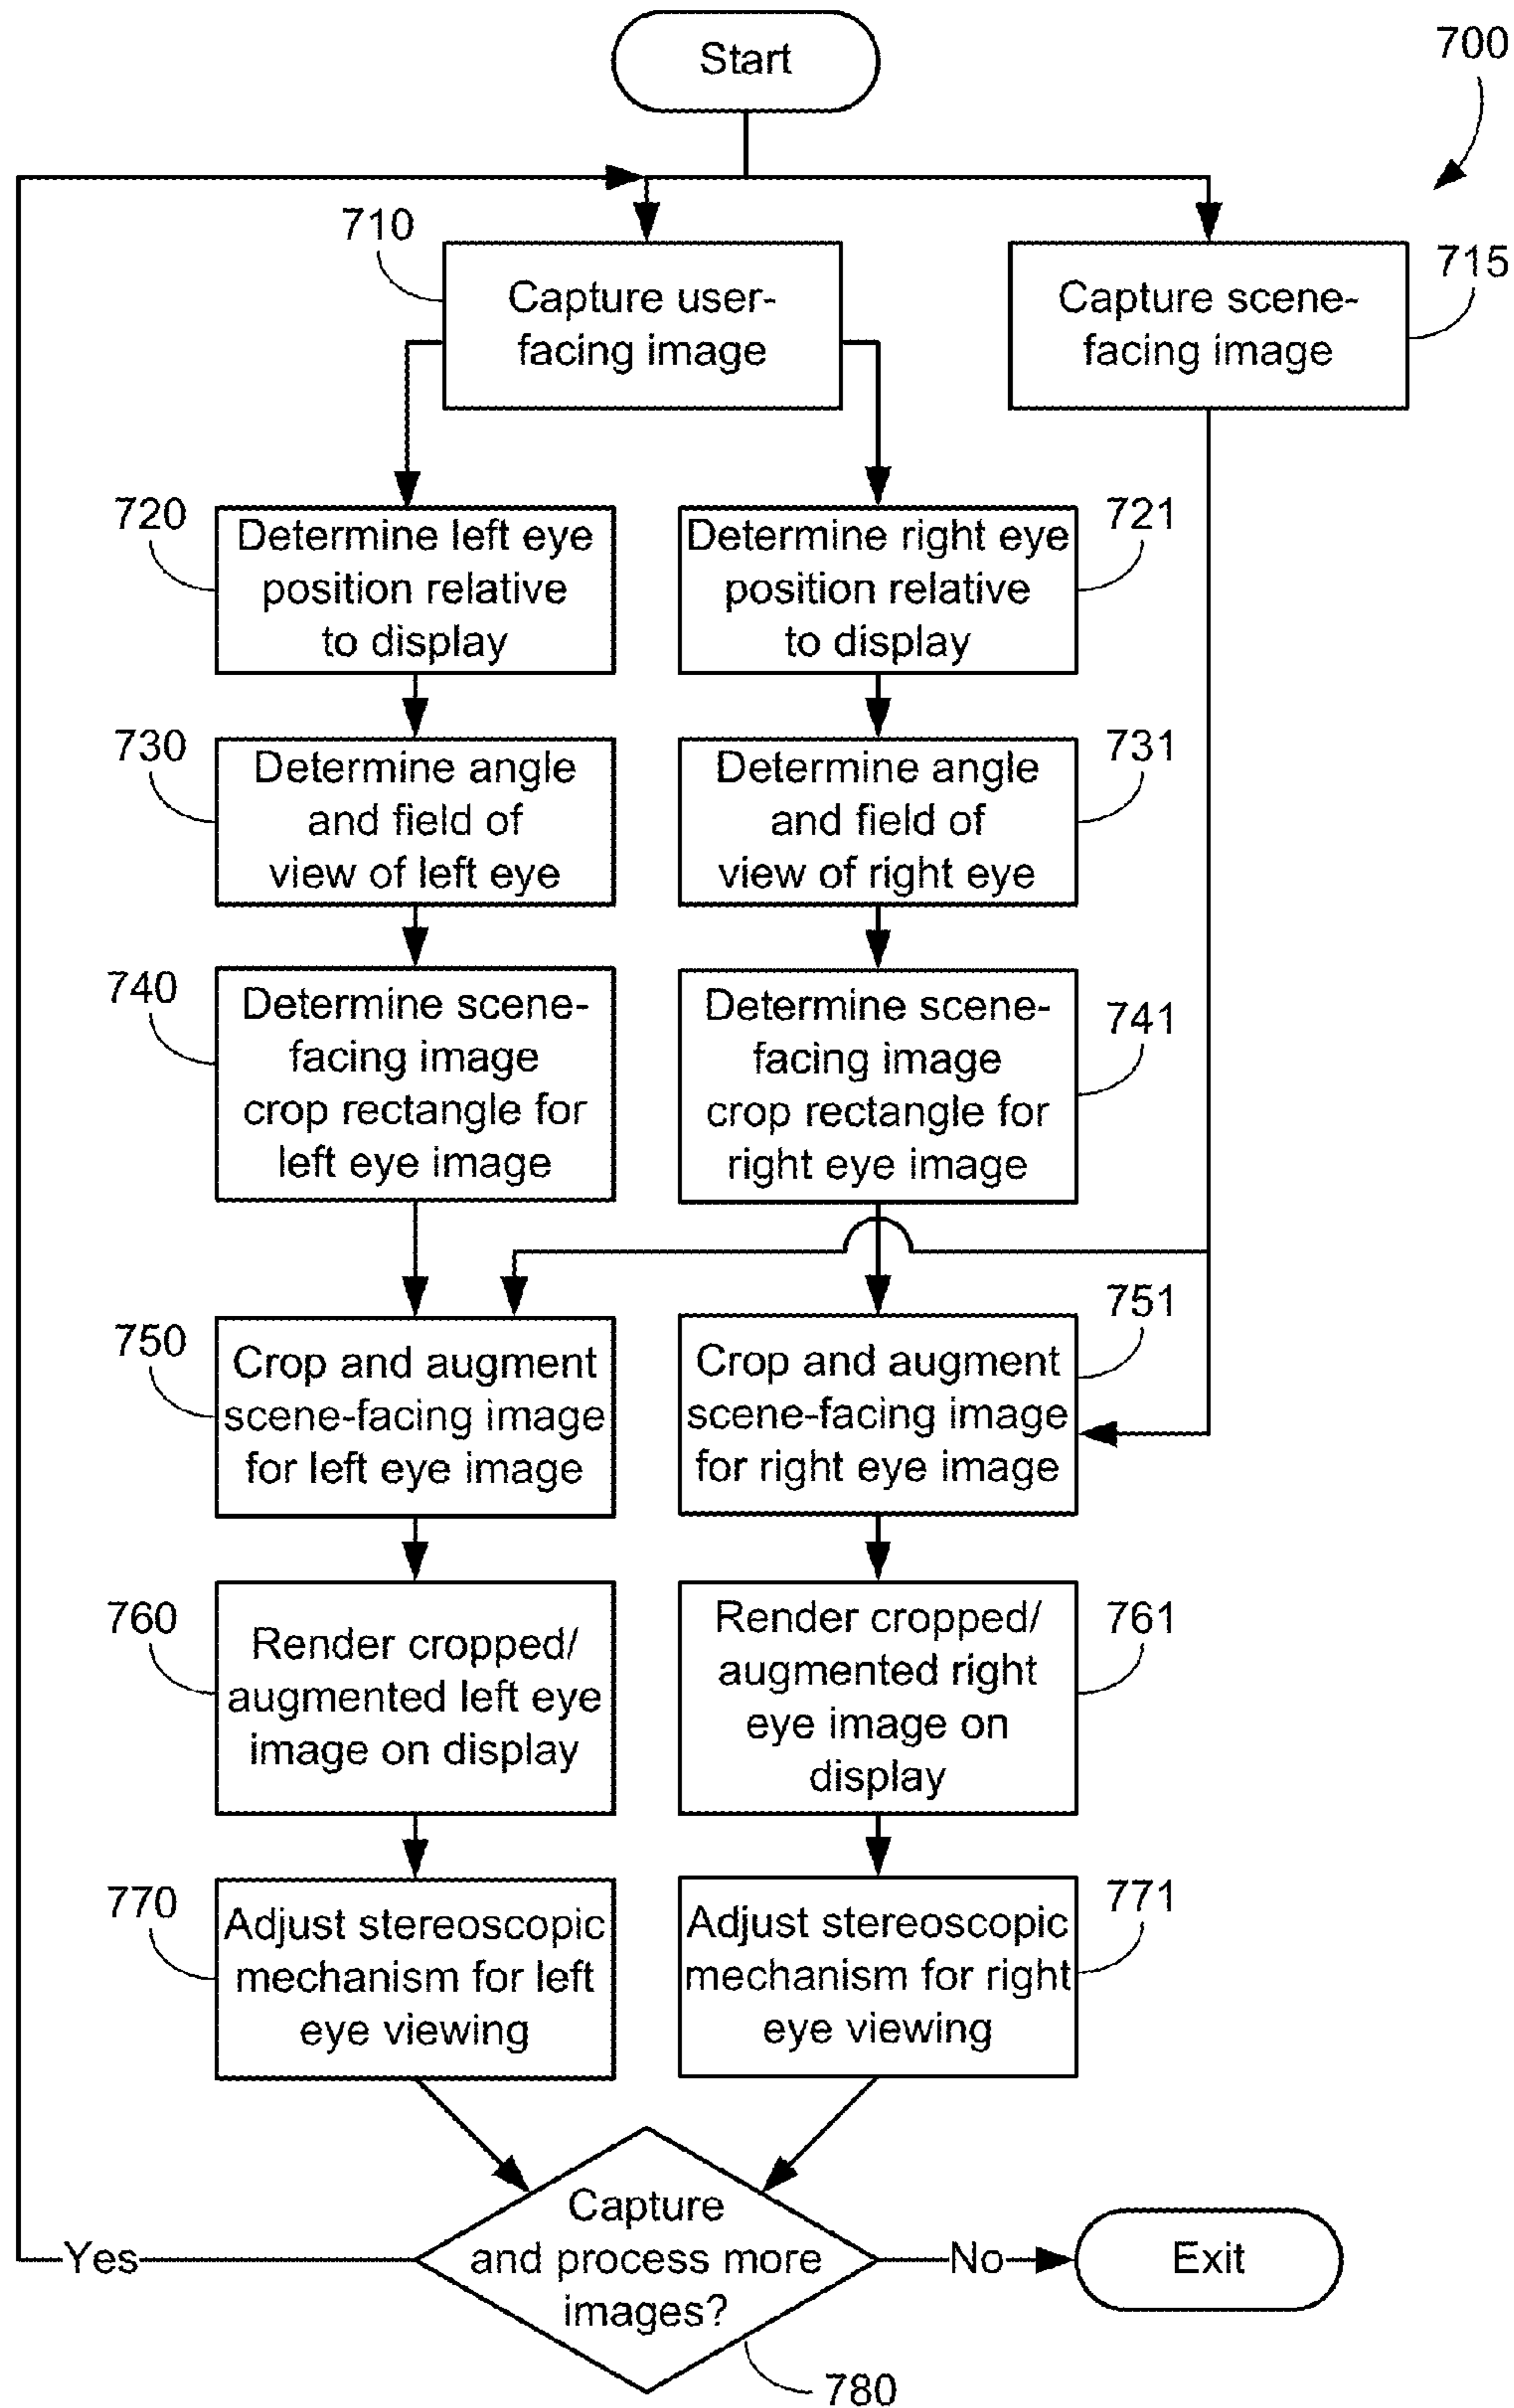 Start
700
710
Capture user-
facing image
Capture scene-
facing image
715
720
Determine left eye
position relative
to display
Determine right eye
position relative
to display
721
730
Determine angle
and field of
view of left eye
Determine angle
and field of
view of right eye
731
740
Determine scene-
facing image
crop rectangle for
left eye image
Determine scene-
facing image
crop rectangle for
right eye image
741
750
Crop and augment
scene-facing image
for left eye image
Crop and augment
scene-facing image
for right eye image
751
760
Render cropped/
augmented left eye
image on display
Render cropped/
augmented right
eye image on
display
761
770
Adjust stereoscopic
mechanism for left
eye viewing
Adjust stereoscopic
mechanism for right
eye viewing
771
Yes
Capture
and process more
images?
No
Exit
780